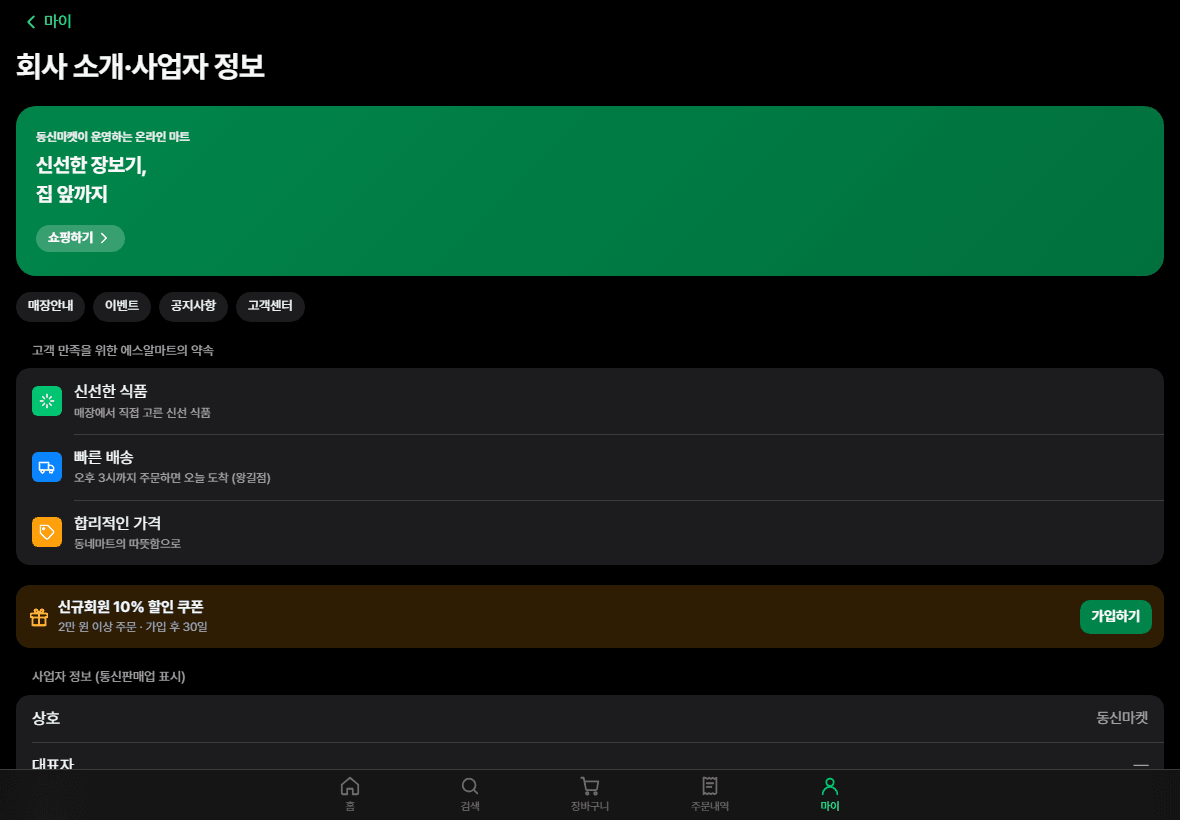 마이
회사 소개·사업자 정보
동신마켓이 운영하는 온라인 마트
신선한 장보기,
집 앞까지
쇼핑하기
매장안내 이벤트 공지사항 고객센터
고객 만족을 위한 에스알마트의 약속
신선한 식품
매장에서 직접 고른 신선 식품
빠른 배송
오후 3시까지 주문하면 오늘 도착 (왕길점)
합리적인 가격
동네마트의 따뜻함으로
신규회원 10% 할인 쿠폰
2만 원 이상 주문 · 가입 후 30일
가입하기
사업자 정보 (통신판매업 표시)
상호 동신마켓
대표자 —
홈 검색 장바구니 주문내역 마이